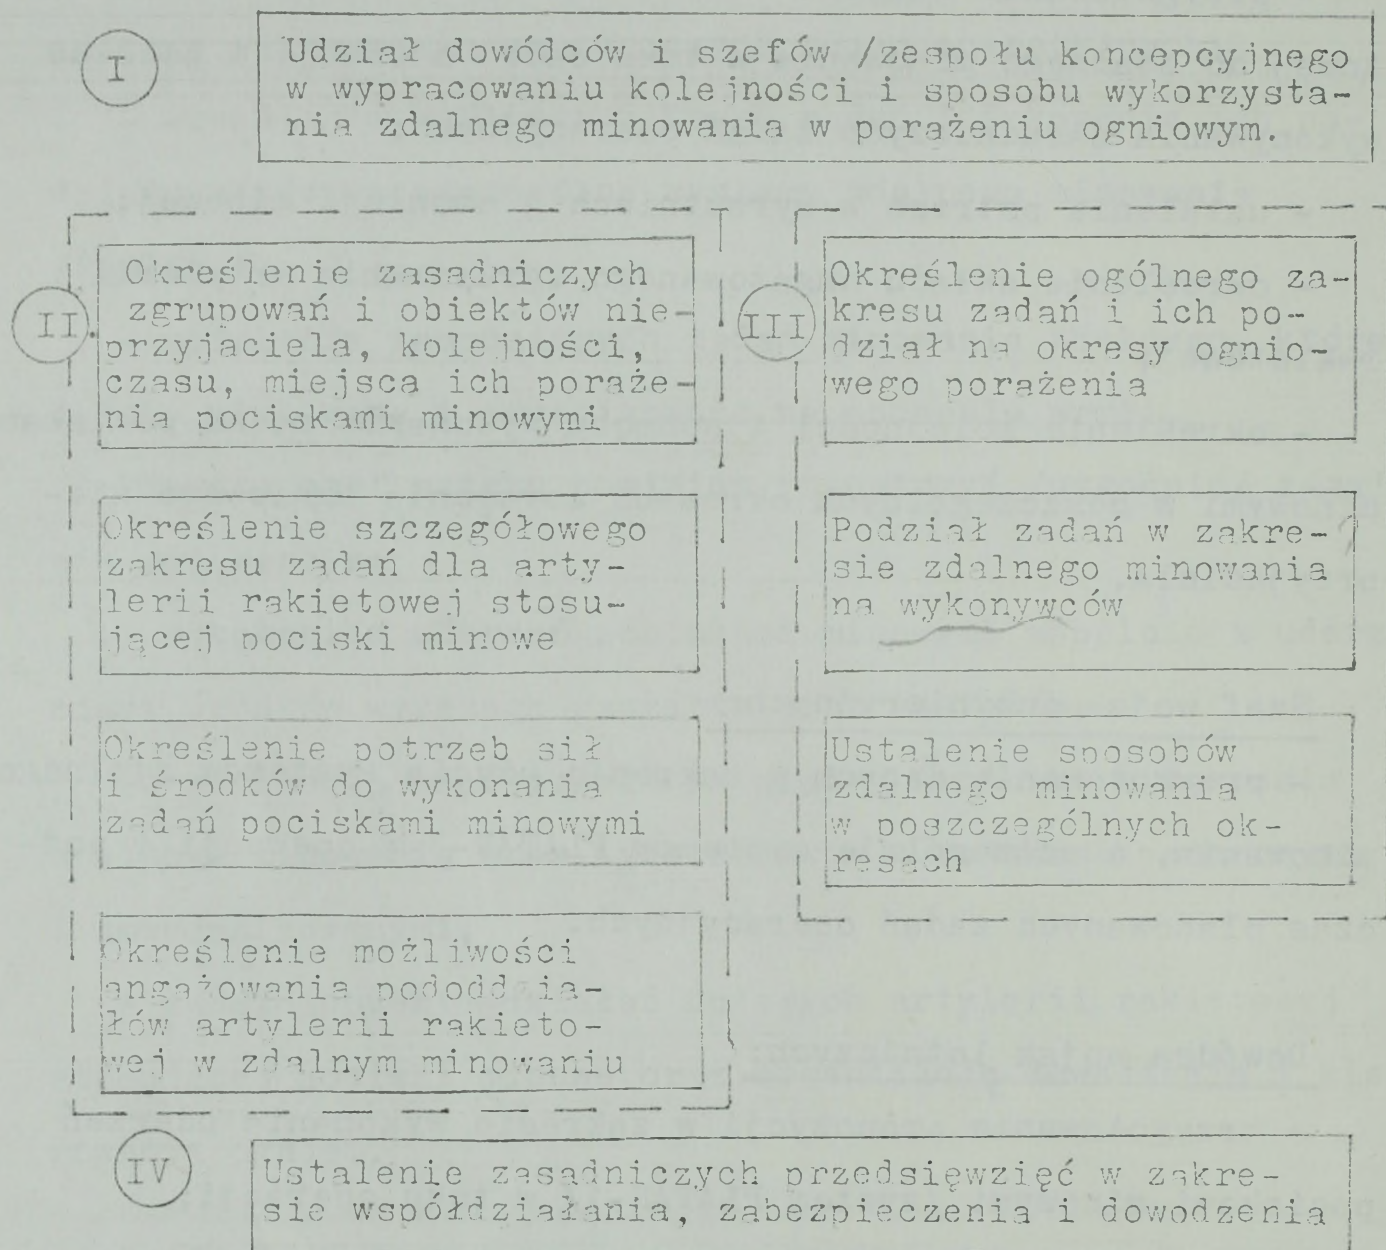 I
Udział dowódców i szefów /zespołu koncepcyjnego
w wypracowaniu kolejności i sposobu wykorzysta-
nia zdalnego minowania w porażeniu ogniowym.
II.
Określenie zasadniczych
zgrupowań i obiektów nie-
przyjaciela, kolejności,
czasu, miejsca ich poraże-
nia pociskami minowymi
Określenie szczegółowego
zakresu zadań dla arty-
lerii rakietowej stosu-
jącej pociski minowe
Określenie potrzeb sił
i środków do wykonania
zadań pociskami minowymi
Określenie możliwości
angażowania pododd ia-
łów artylerii rakieto-
wej w zdalnym minowaniu
III
Określenie ogólnego za-
kresu zadań i ich po-
dział na okresy ognio-
wego porażenia
Podział zadań w zakre-
sie zdalnego minowania
na wykonywców
Ustalenie sposobów
zdalnego minowania
w poszczególnych ok-
resach
IV
Ustalenie zasadniczych przedsięwzięć w zakre-
sie współdziałania, zabezpieczenia i dowodzenia